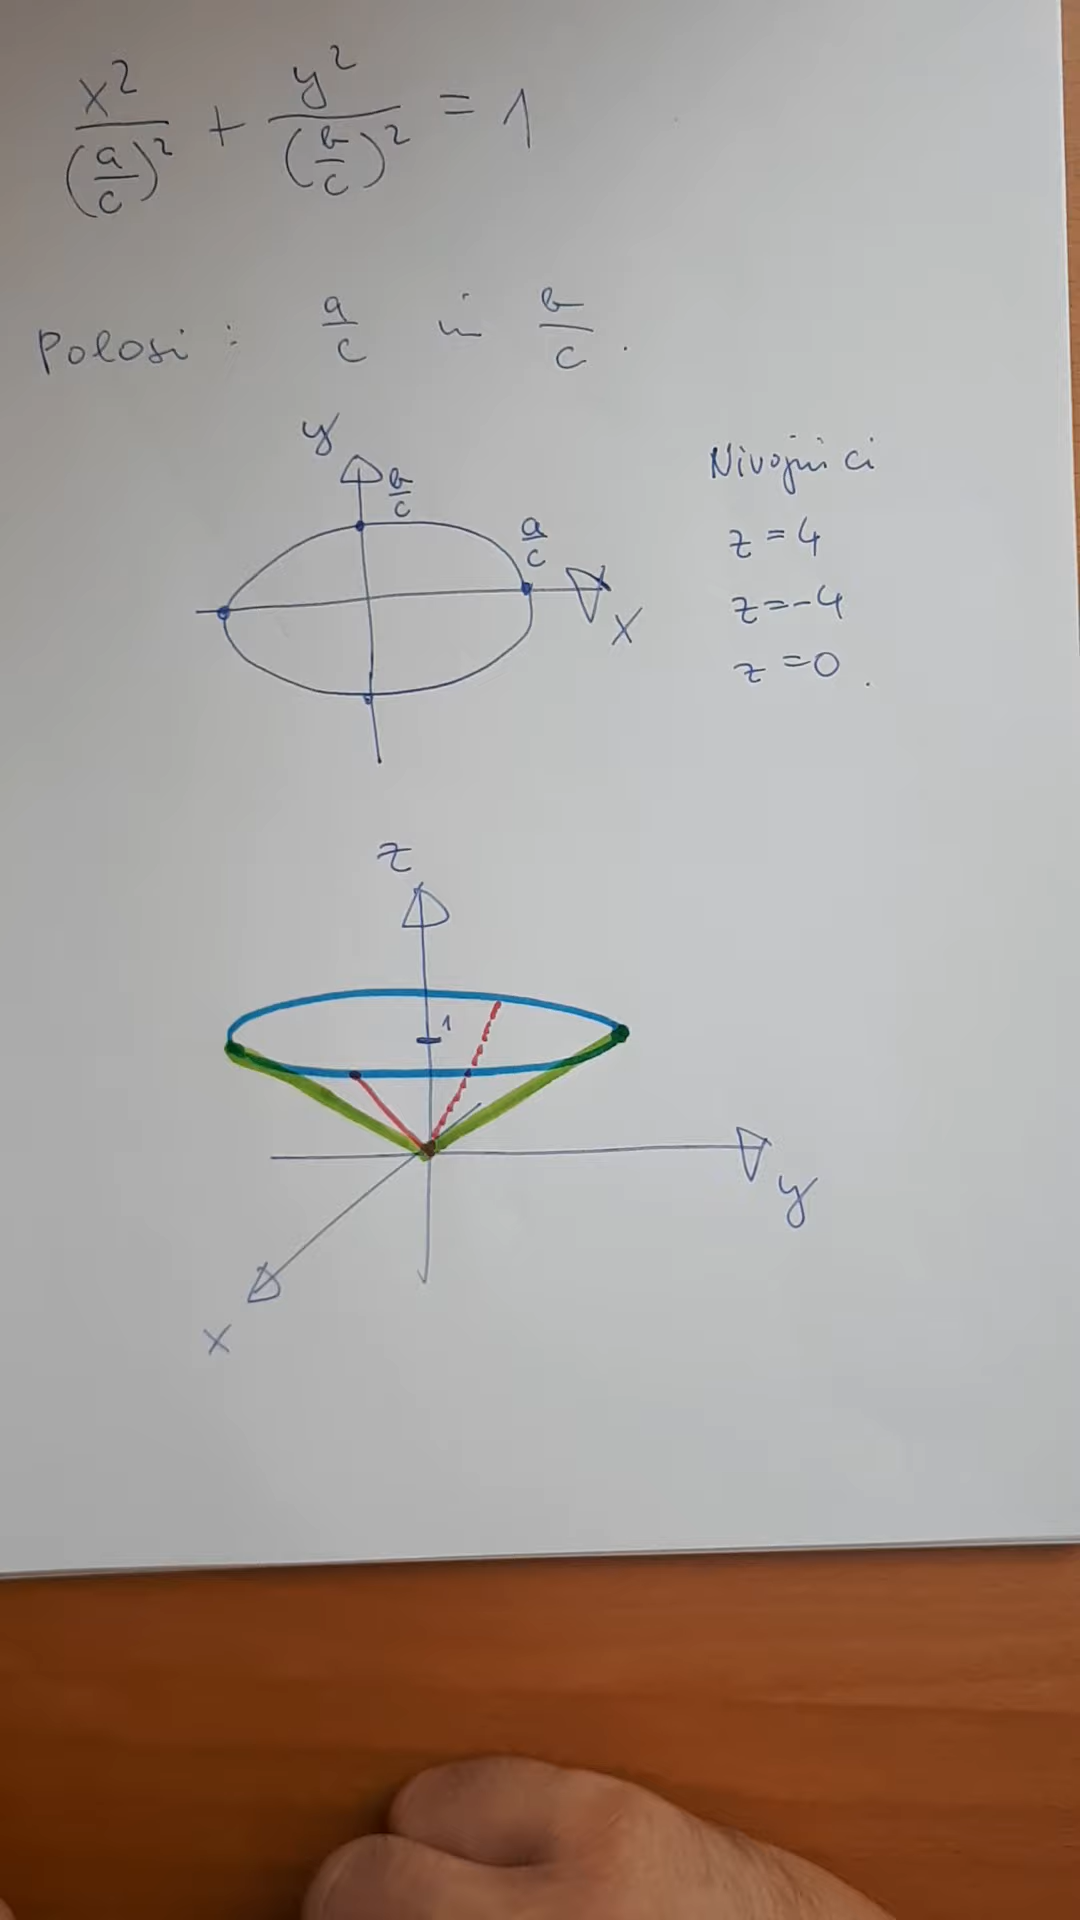 x²/(a/c)² + y²/(b/c)² = 1
Polosi : a/c in b/c .
y
b/c
a/c
x
Nivojnici
z = 4
z = -4
z = 0 .
z
1
y
x